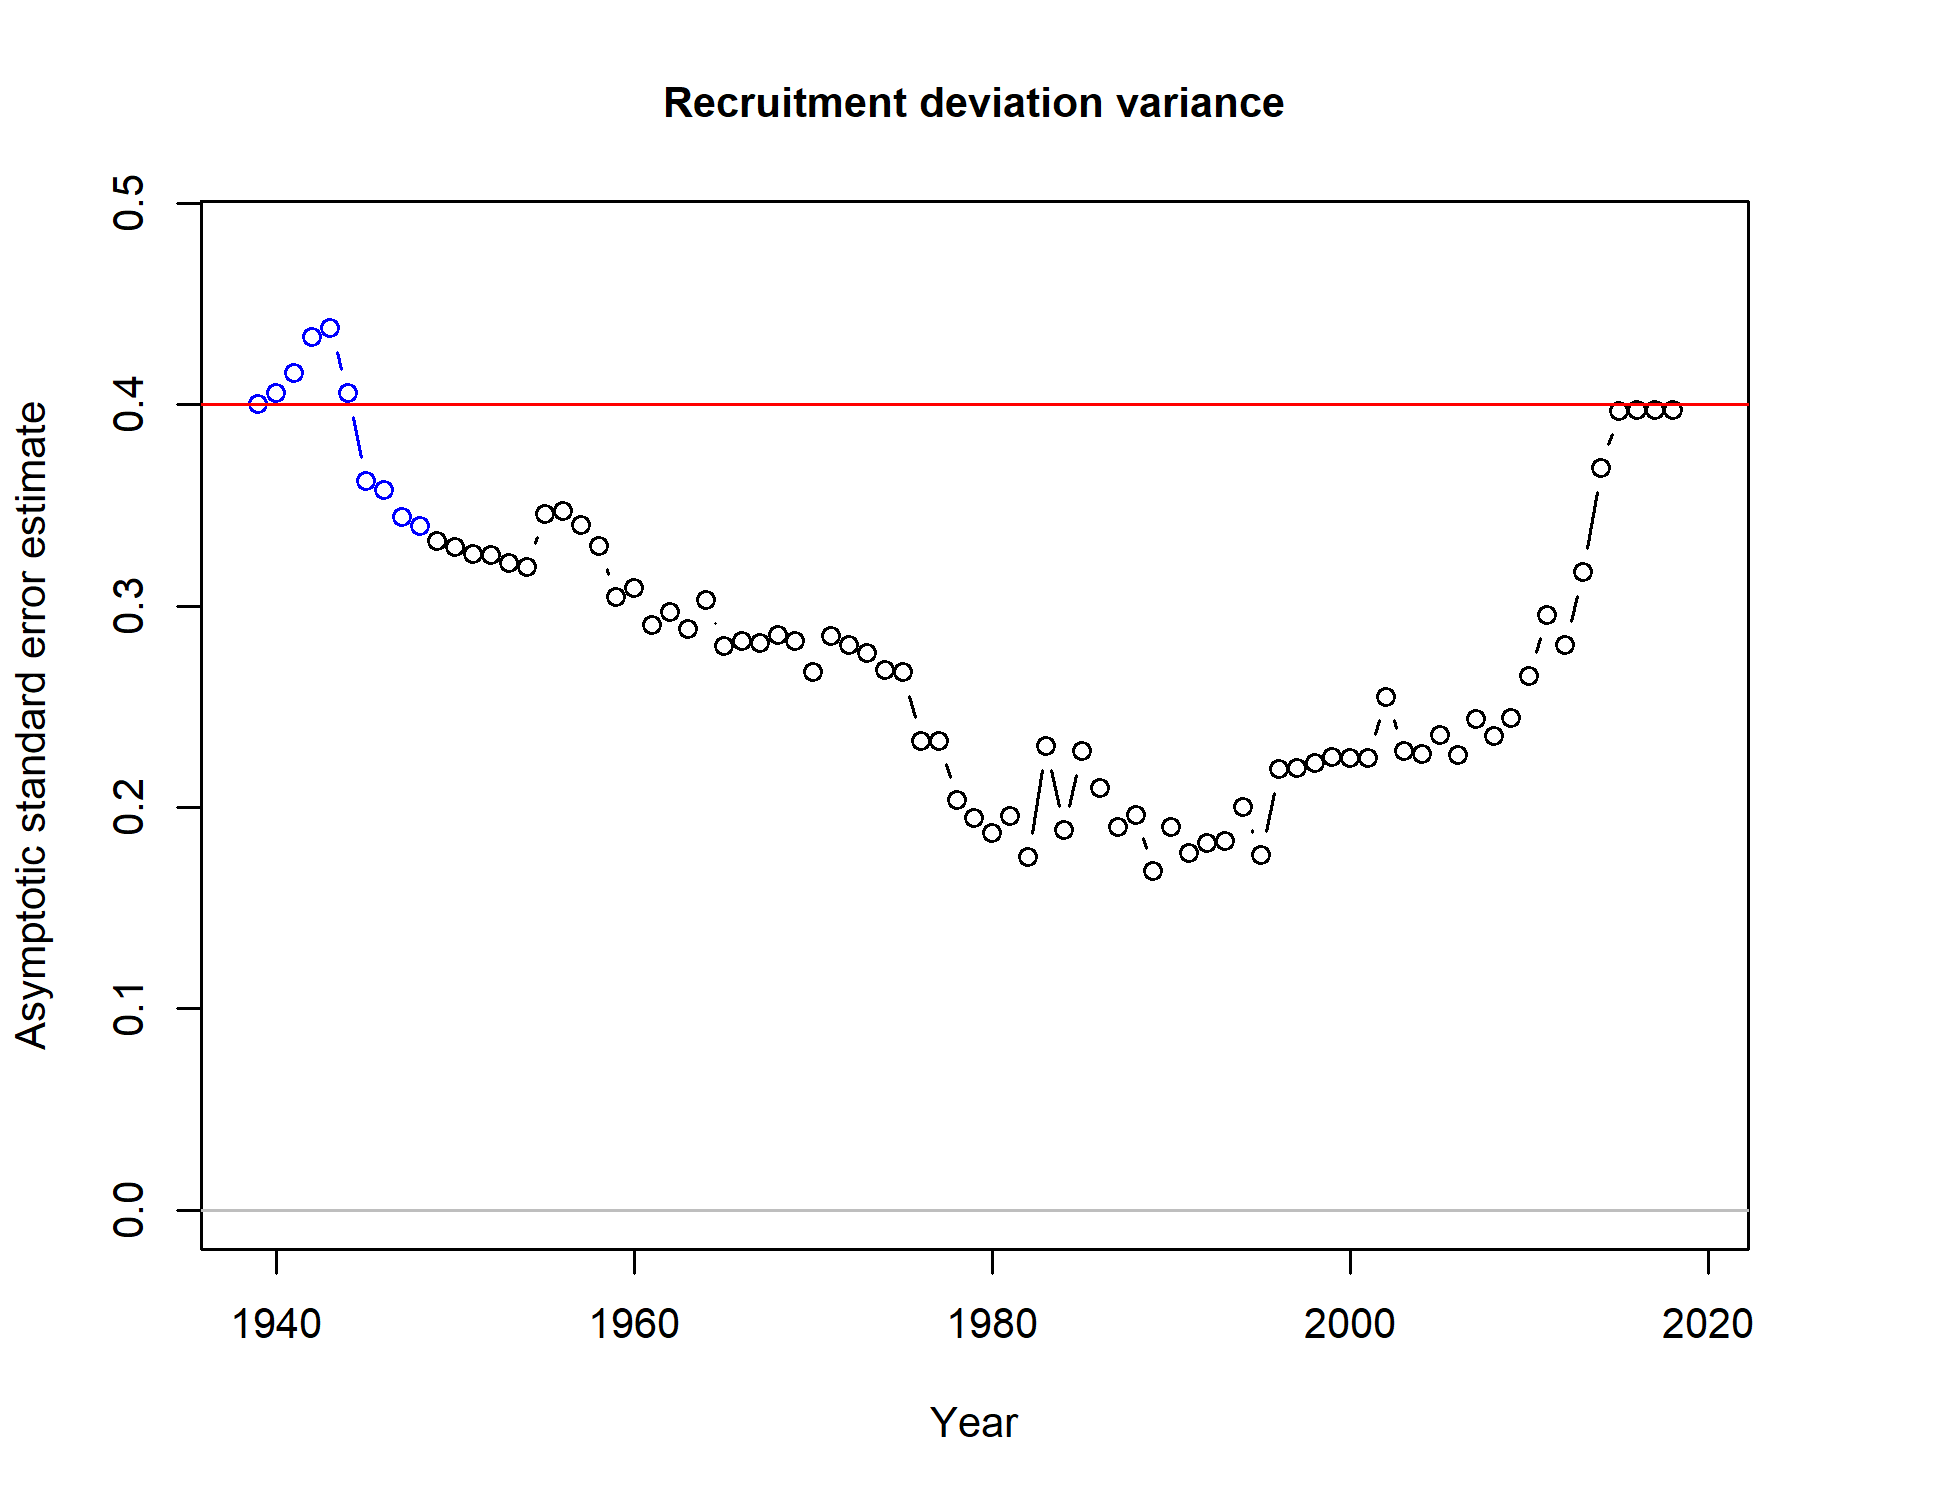 Recruitment deviation variance
Asymptotic standard error estimate
0.5
0.4
0.3
0.2
0.1
0.0
1940 1960 1980 2000 2020
Year